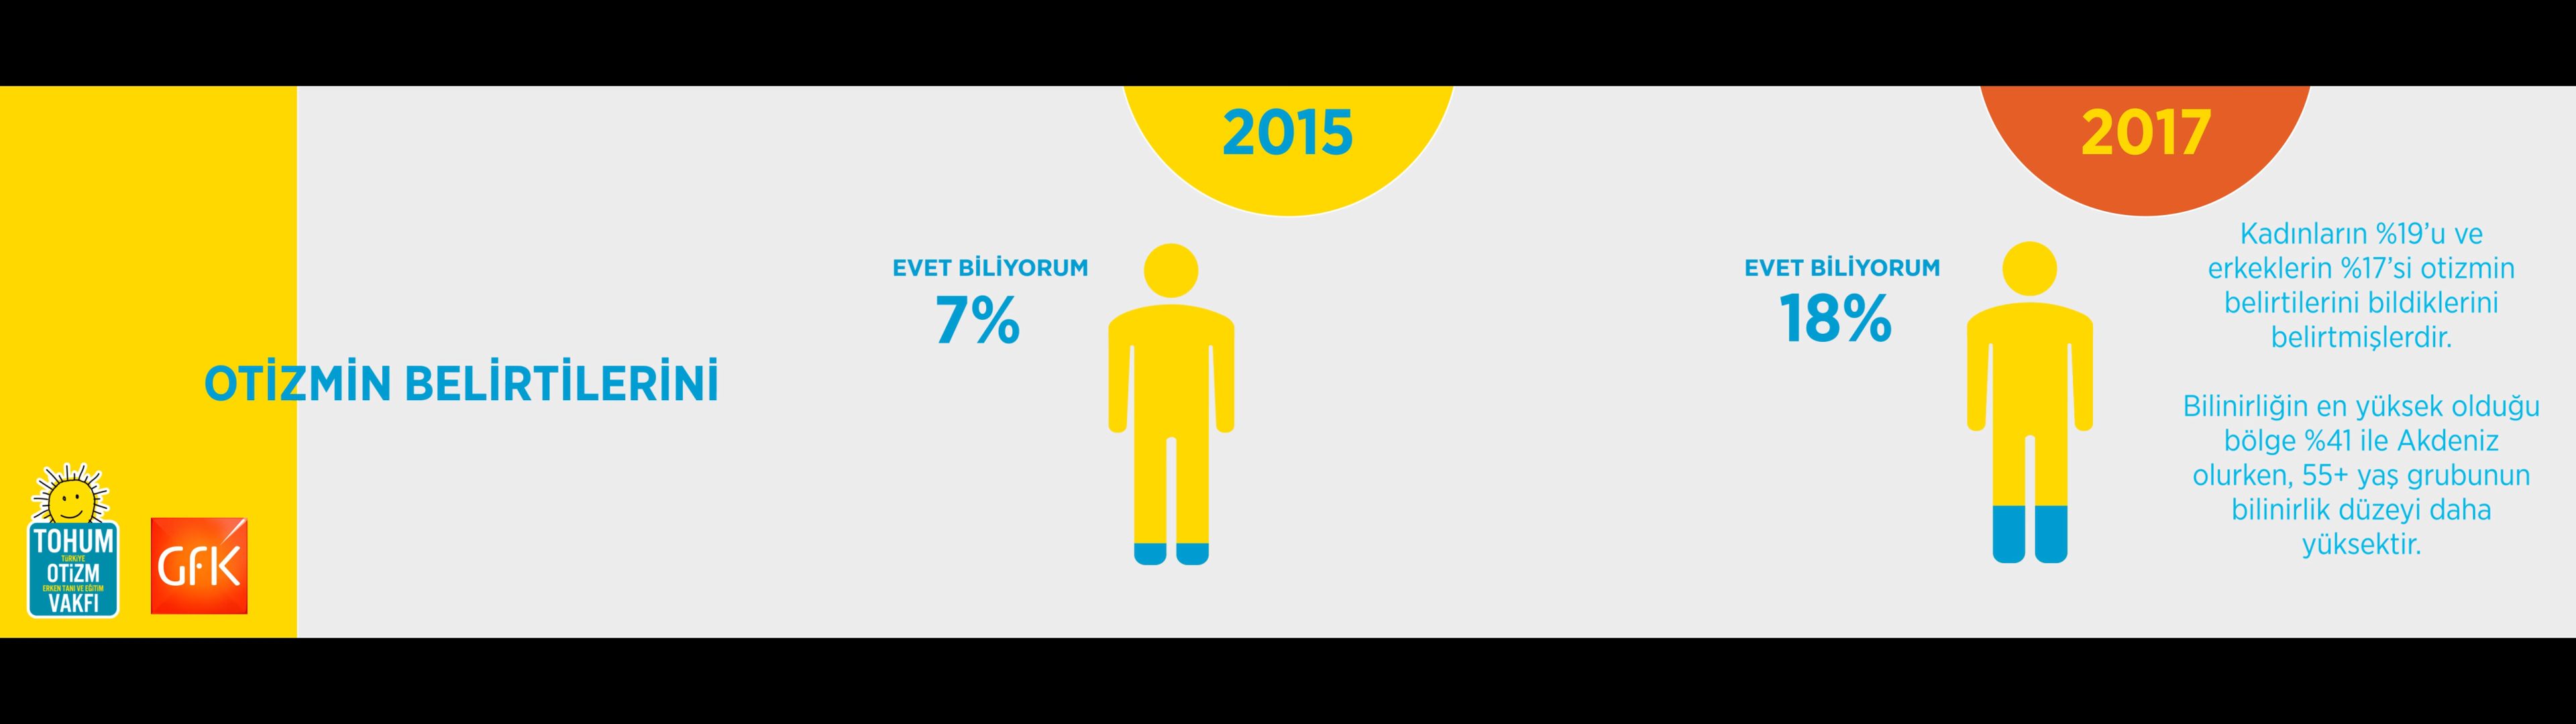 2015
2017
EVET BİLİYORUM
7%
EVET BİLİYORUM
18%
Kadınların %19'u ve
erkeklerin %17'si otizmin
belirtilerini bildiklerini
belirtmişlerdir.
Bilinirliğin en yüksek olduğu
bölge %41 ile Akdeniz
olurken, 55+ yaş grubunun
bilinirlik düzeyi daha
yüksektir.
OTİZMİN BELİRTİLERİNİ
TOHUM
TÜRKİYE
OTİZM
ERKEN TANI VE EĞİTİM
VAKFI
GfK